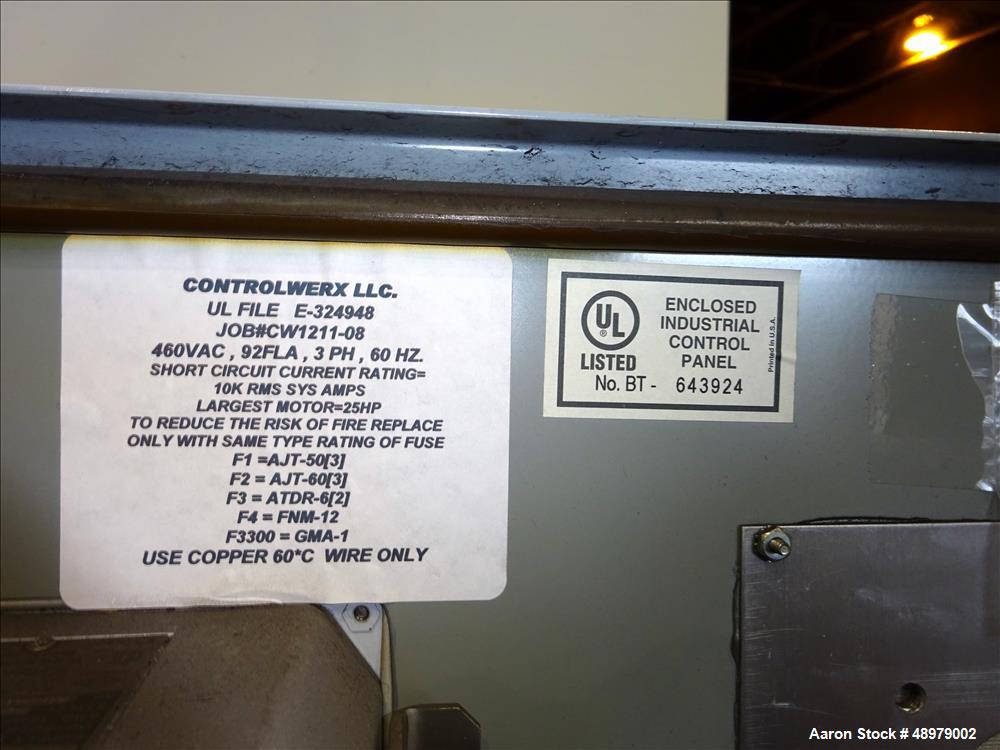 CONTROLWERX LLC.
UL FILE E-324948
JOB#CW1211-08
460VAC , 92FLA , 3 PH , 60 HZ.
SHORT CIRCUIT CURRENT RATING=
10K RMS SYS AMPS
LARGEST MOTOR=25HP
TO REDUCE THE RISK OF FIRE REPLACE
ONLY WITH SAME TYPE RATING OF FUSE
F1 =AJT-50[3]
F2 = AJT-60[3]
F3 = ATDR-6[2]
F4 = FNM-12
F3300 = GMA-1
USE COPPER 60*C WIRE ONLY
UL
®
LISTED
ENCLOSED
INDUSTRIAL
CONTROL
PANEL
No. BT - 643924
Printed in U.S.A.
Aaron Stock # 48979002